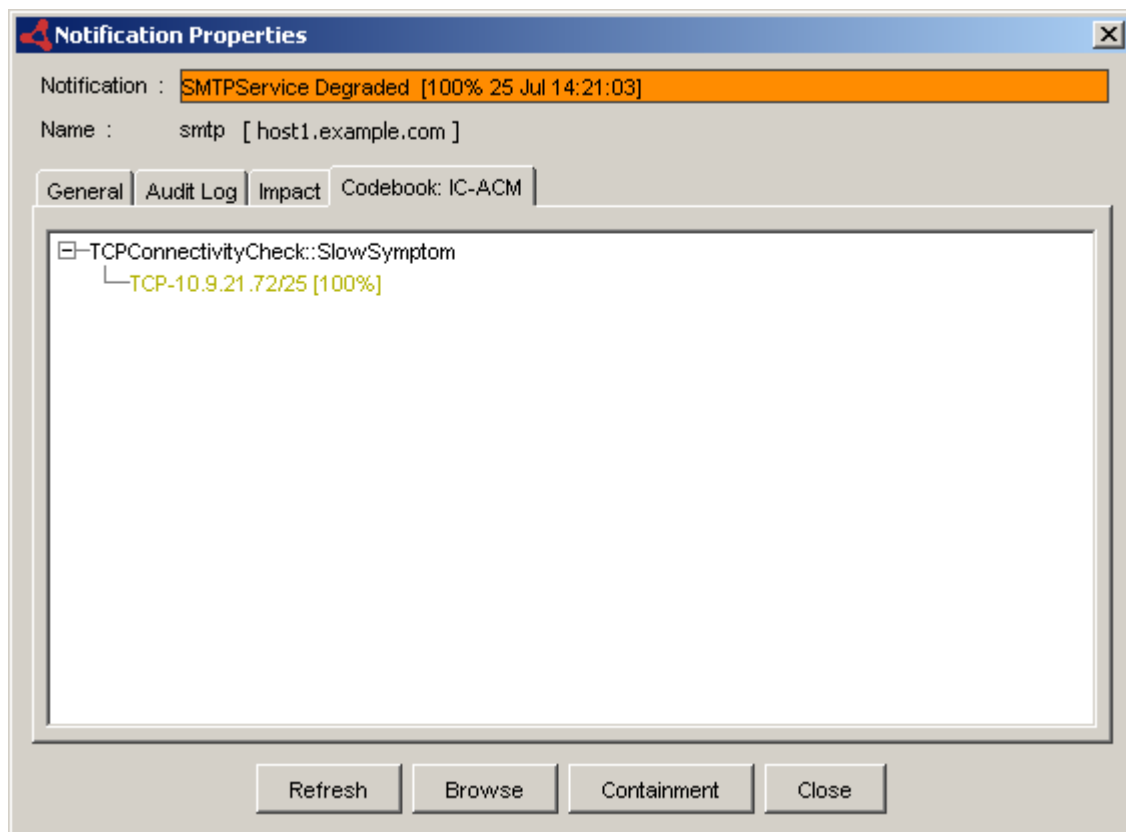 Notification Properties
Notification : SMTPService Degraded [100% 25 Jul 14:21:03]
Name : smtp [ host1.example.com ]
General Audit Log Impact Codebook: IC-ACM
TCPConnectivityCheck::SlowSymptom
TCP-10.9.21.72/25 [100%]
Refresh Browse Containment Close